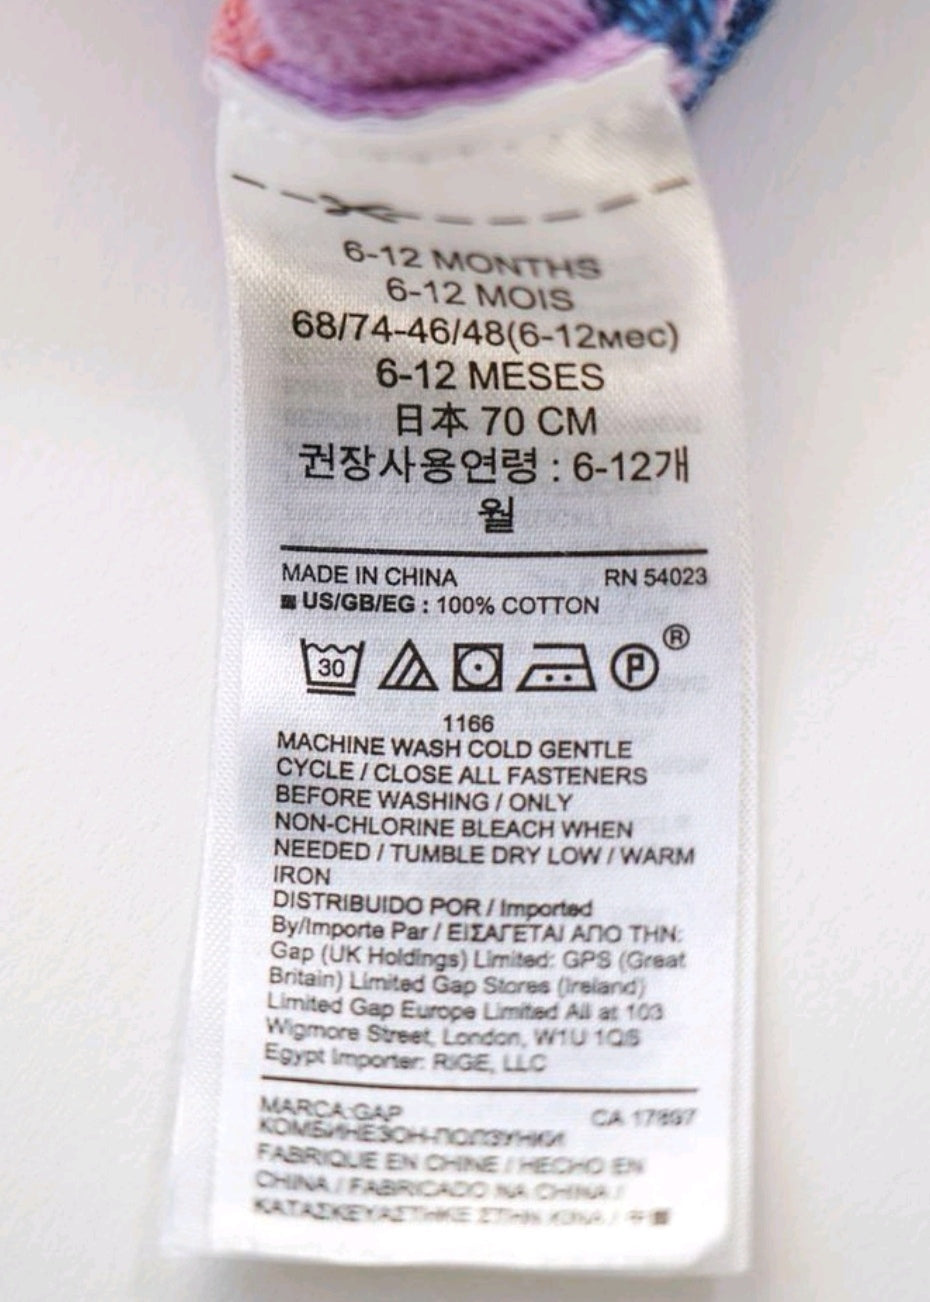 6-12 MONTHS
6-12 MOIS
68/74-46/48(6-12мес)
6-12 MESES
日本 70 CM
권장사용연령 : 6-12개
월
MADE IN CHINA RN 54023
US/GB/EG : 100% COTTON
30 P ®
1166
MACHINE WASH COLD GENTLE
CYCLE / CLOSE ALL FASTENERS
BEFORE WASHING / ONLY
NON-CHLORINE BLEACH WHEN
NEEDED / TUMBLE DRY LOW / WARM
IRON
DISTRIBUIDO POR / Imported
By/Importe Par / ΕΙΣΑΓΕΤΑΙ ΑΠΟ ΤΗΝ:
Gap (UK Holdings) Limited: GPS (Great
Britain) Limited Gap Stores (Ireland)
Limited Gap Europe Limited All at 103
Wigmore Street, London, W1U 1QS
Egypt Importer: RIGE, LLC
MARCA:GAP CA 17897
КОМБИНЕЗОН-ПОЛЗУНКИ
FABRIQUE EN CHINE / HECHO EN
CHINA / FABRICADO NA CHINA /
ΚΑΤΑΣΚΕΥΑΣΤΗΚΕ ΣΤΗΝ ΚΙΝΑ / 中國